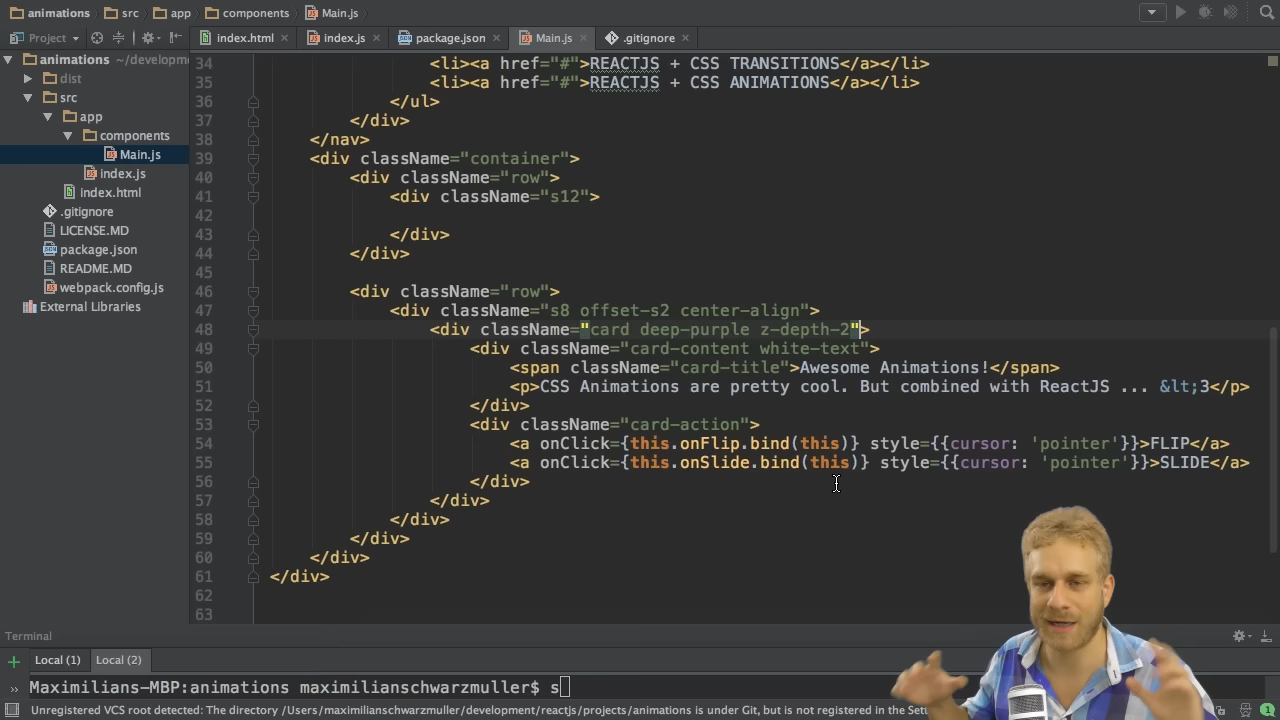 animations src app components Main.js
Project index.html index.js package.json Main.js .gitignore
animations ~/developme
dist
src
app
components
Main.js
index.js
index.html
.gitignore
LICENSE.MD
package.json
README.MD
webpack.config.js
External Libraries
34 <li><a href="#">REACTJS + CSS TRANSITIONS</a></li>
35 <li><a href="#">REACTJS + CSS ANIMATIONS</a></li>
36 </ul>
37 </div>
38 </nav>
39 <div className="container">
40 <div className="row">
41 <div className="s12">
42
43 </div>
44 </div>
45
46 <div className="row">
47 <div className="s8 offset-s2 center-align">
48 <div className="card deep-purple z-depth-2">
49 <div className="card-content white-text">
50 <span className="card-title">Awesome Animations!</span>
51 <p>CSS Animations are pretty cool. But combined with ReactJS ... &lt;3</p>
52 </div>
53 <div className="card-action">
54 <a onClick={this.onFlip.bind(this)} style={{cursor: 'pointer'}}>FLIP</a>
55 <a onClick={this.onSlide.bind(this)} style={{cursor: 'pointer'}}>SLIDE</a>
56 </div>
57 </div>
58 </div>
59 </div>
60 </div>
61 </div>
62
63
Terminal
Local (1) Local (2)
Maximilians-MBP:animations maximilianschwarzmuller$ s
Unregistered VCS root detected: The directory /Users/maximilianschwarzmuller/development/reactjs/projects/animations is under Git, but is not registered in the Sett